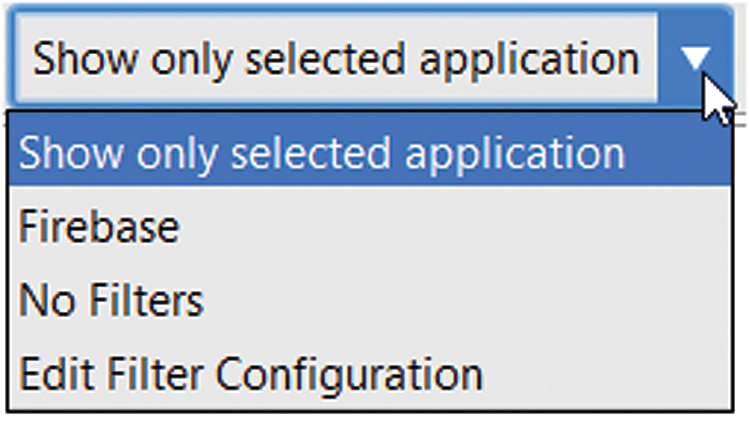 Show only selected application
Show only selected application
Firebase
No Filters
Edit Filter Configuration